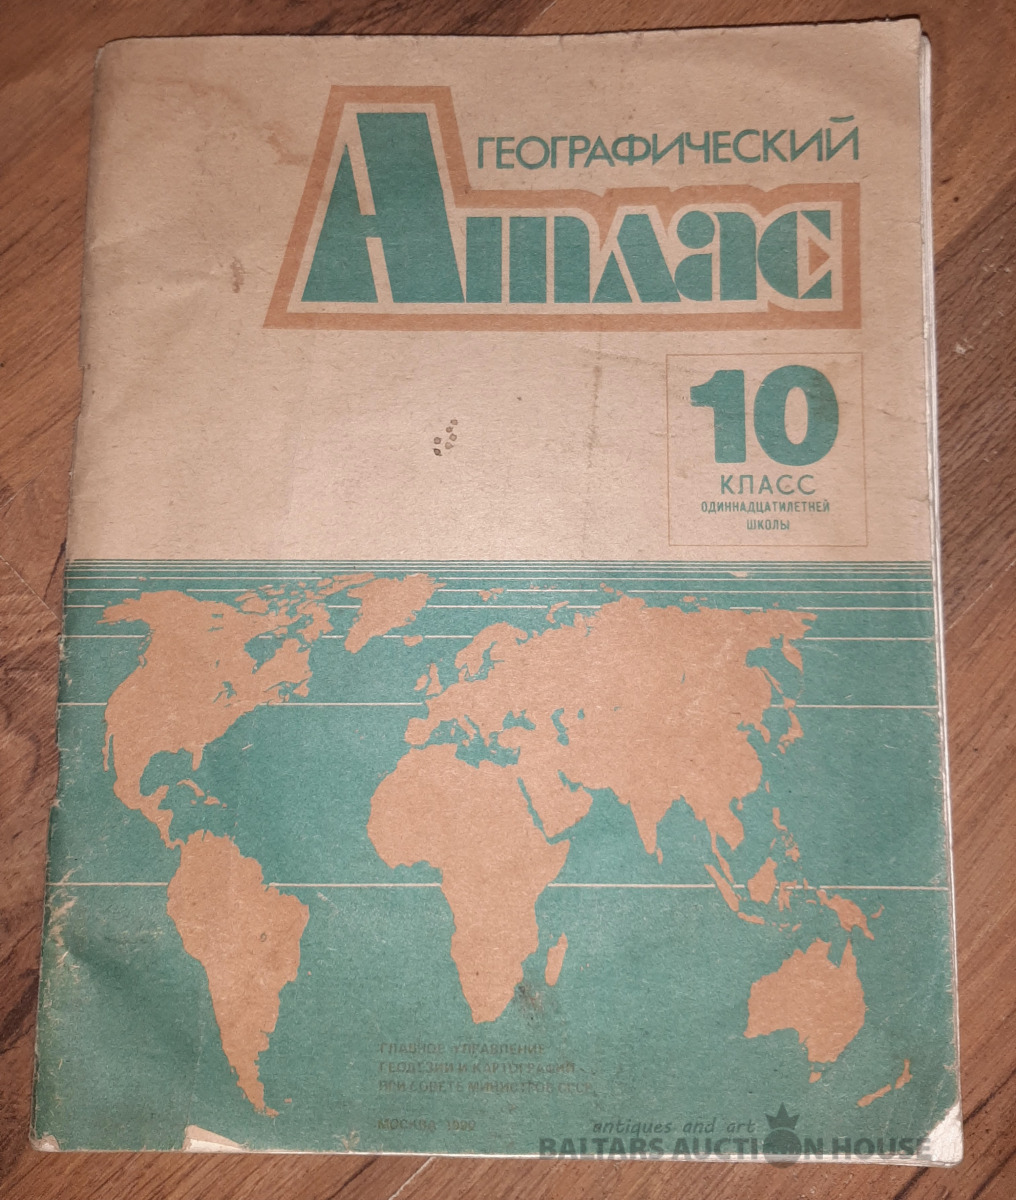 ГЕОГРАФИЧЕСКИЙ
Атлас
10
КЛАСС
ОДИННАДЦАТИЛЕТНЕЙ
ШКОЛЫ
ГЛАВНОЕ УПРАВЛЕНИЕ
ГЕОДЕЗИИ И КАРТОГРАФИИ
ПРИ СОВЕТЕ МИНИСТРОВ СССР
МОСКВА
antiques and art
BALTARS AUCTION HOUSE